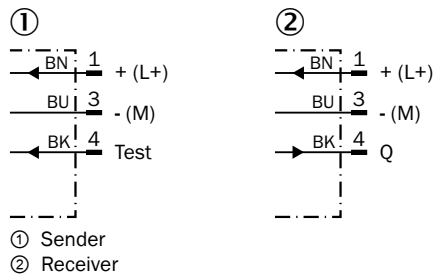 ① ②
BN 1 + (L+) BN 1 + (L+)
BU 3 - (M) BU 3 - (M)
BK 4 Test BK 4 Q
① Sender
② Receiver